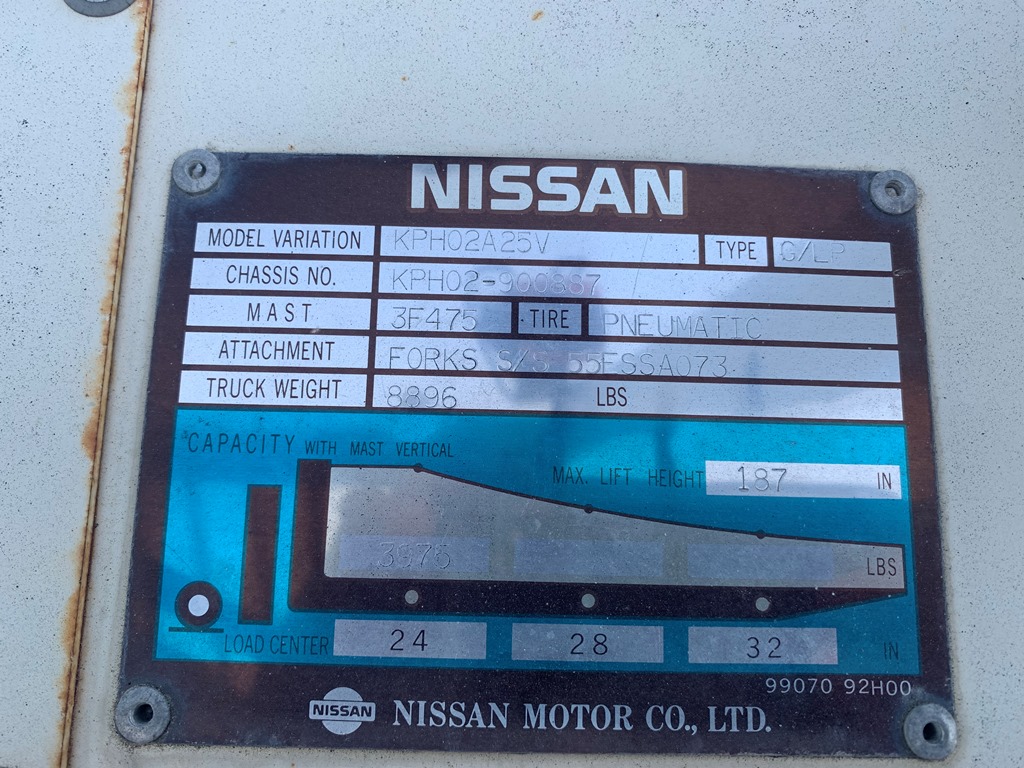 NISSAN
MODEL VARIATION KPH02A25V TYPE G/LP
CHASSIS NO. KPH02-900887
MAST 3F475 TIRE PNEUMATIC
ATTACHMENT FORKS S/S 55FSSA073
TRUCK WEIGHT 8896 LBS
CAPACITY WITH MAST VERTICAL
MAX. LIFT HEIGHT 187 IN
LBS
LOAD CENTER 24 28 32 IN
99070 92H00
NISSAN NISSAN MOTOR CO., LTD.